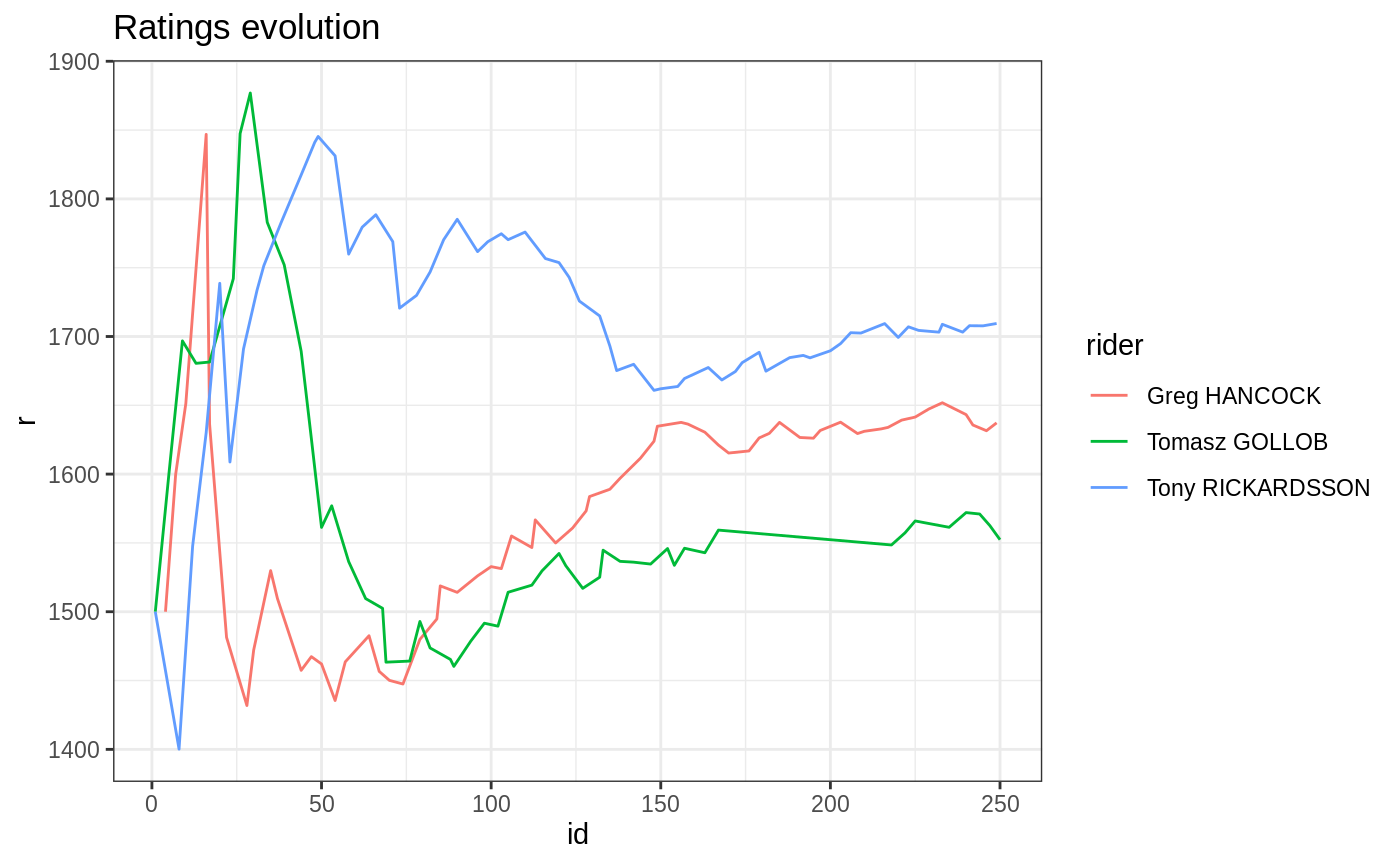 Ratings evolution
1900
1800
1700
1600
1500
1400
r
0 50 100 150 200 250
id
rider
Greg HANCOCK
Tomasz GOLLOB
Tony RICKARDSSON